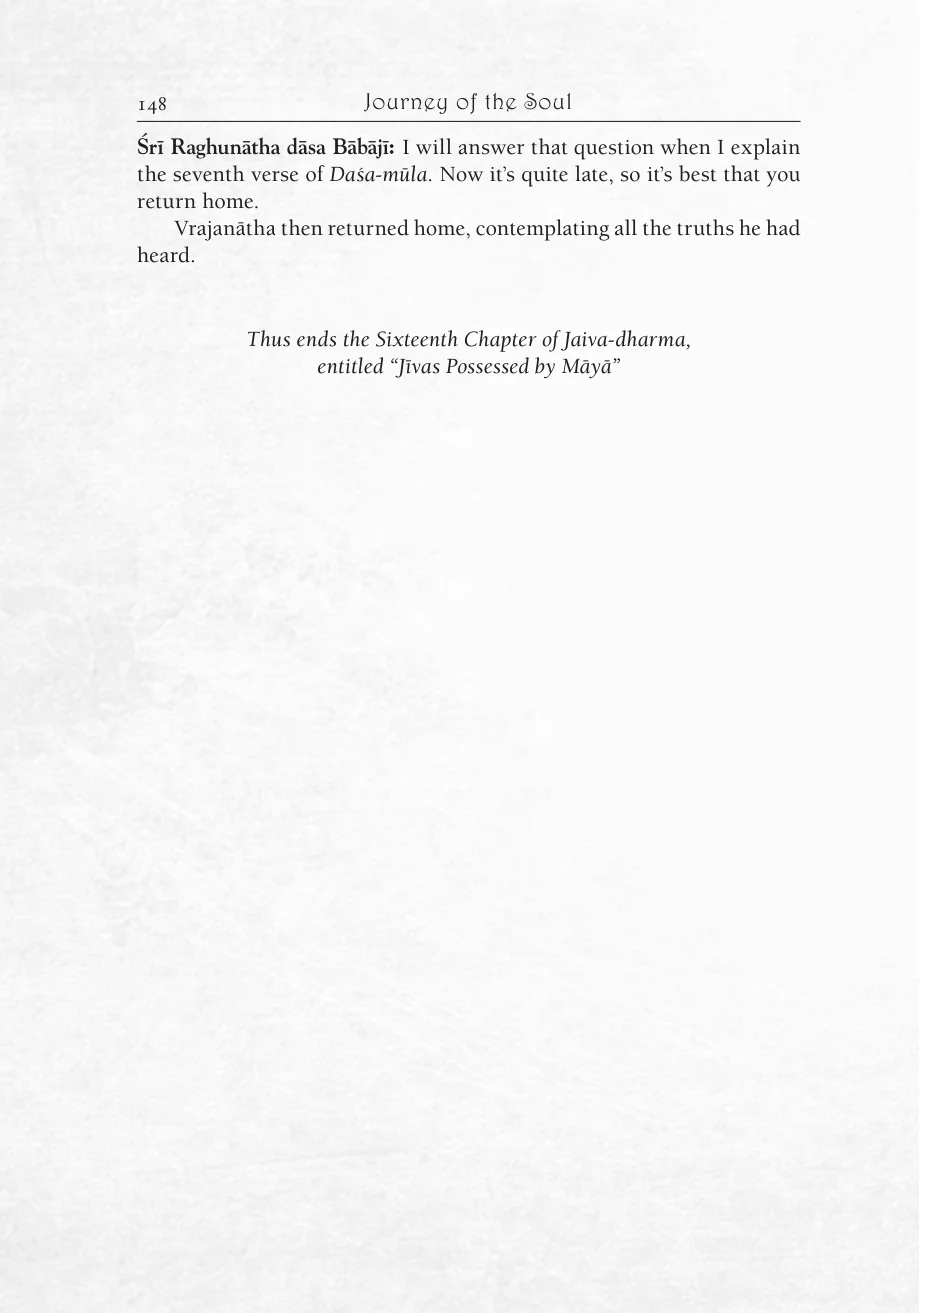 148
Journey of the Soul
Śrī Raghunātha dāsa Bābājī: I will answer that question when I explain
the seventh verse of Daśa-mūla. Now it’s quite late, so it’s best that you
return home.
Vrajanātha then returned home, contemplating all the truths he had
heard.
Thus ends the Sixteenth Chapter of Jaiva-dharma,
entitled “Jīvas Possessed by Māyā”